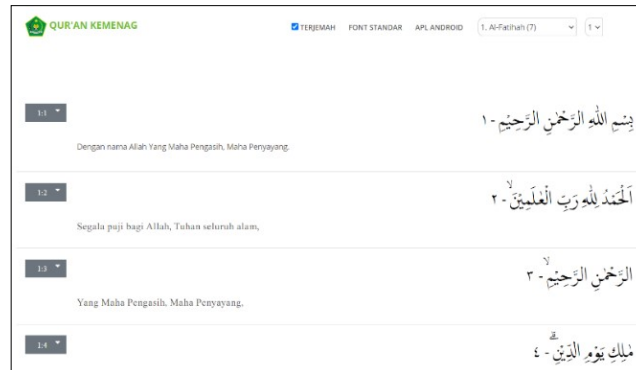 QUR'AN KEMENAG
TERJEMAH FONT STANDAR APL ANDROID 1. Al-Fatihah (7) 1
1:1
بِسْمِ اللّٰهِ الرَّحْمٰنِ الرَّحِيْمِ - ١
Dengan nama Allah Yang Maha Pengasih, Maha Penyayang.
1:2
اَلْحَمْدُ لِلّٰهِ رَبِّ الْعٰلَمِيْنَۙ - ٢
Segala puji bagi Allah, Tuhan seluruh alam,
1:3
الرَّحْمٰنِ الرَّحِيْمِۙ - ٣
Yang Maha Pengasih, Maha Penyayang,
1:4
مٰلِكِ يَوْمِ الدِّيْنِۗ - ٤